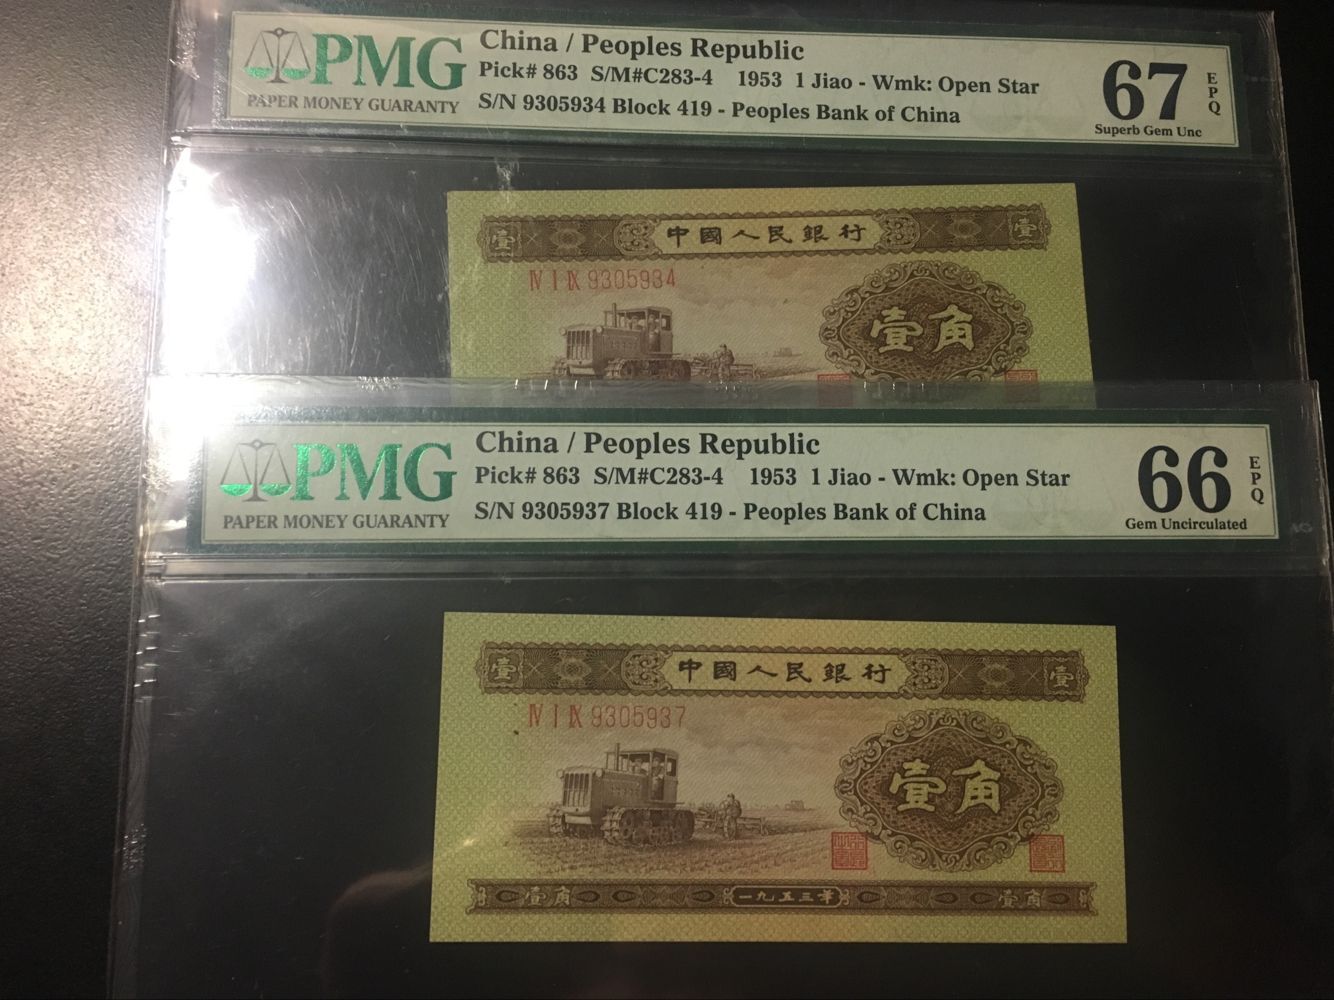 PMG
PAPER MONEY GUARANTY
China / Peoples Republic
Pick# 863 S/M#C283-4 1953 1 Jiao - Wmk: Open Star
S/N 9305934 Block 419 - Peoples Bank of China
67
EPQ
Superb Gem Unc
壹
中國人民銀行
壹
Ⅳ Ⅰ Ⅸ 9305934
壹角
PMG
PAPER MONEY GUARANTY
China / Peoples Republic
Pick# 863 S/M#C283-4 1953 1 Jiao - Wmk: Open Star
S/N 9305937 Block 419 - Peoples Bank of China
66
EPQ
Gem Uncirculated
壹
中國人民銀行
壹
Ⅳ Ⅰ Ⅸ 9305937
壹角
壹角
一九五三年
壹角